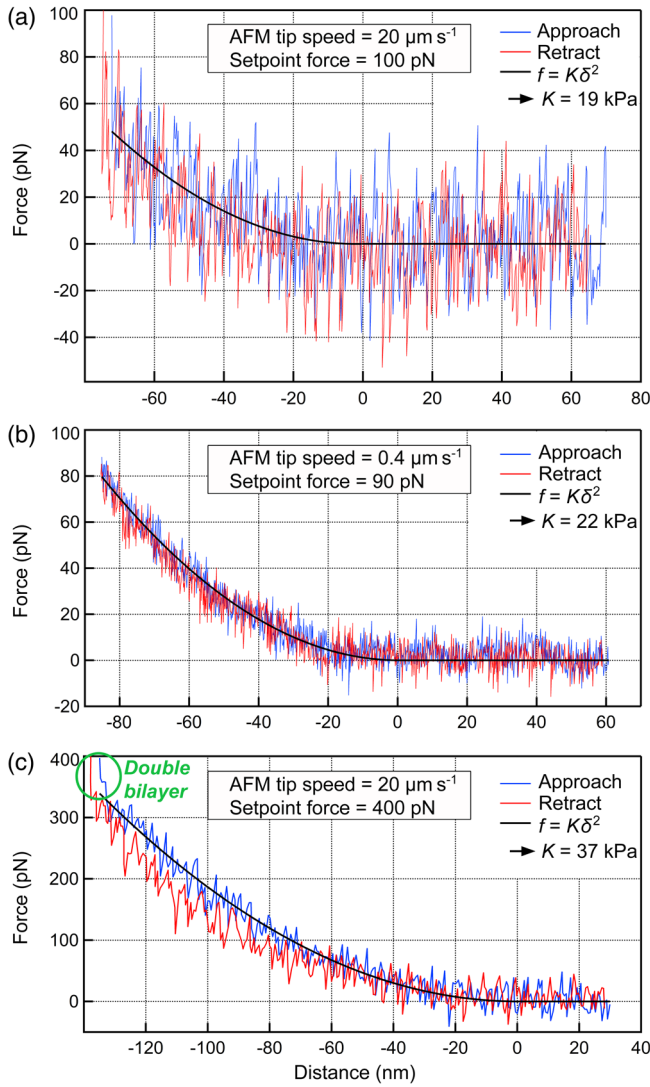 (a)
100
80
60
40
20
0
-20
-40
Force (pN)
AFM tip speed = 20 μm s⁻¹
Setpoint force = 100 pN
Approach
Retract
f = Kδ²
→ K = 19 kPa
-60
-40
-20
0
20
40
60
80
(b)
100
80
60
40
20
0
-20
Force (pN)
AFM tip speed = 0.4 μm s⁻¹
Setpoint force = 90 pN
Approach
Retract
f = Kδ²
→ K = 22 kPa
-80
-60
-40
-20
0
20
40
60
(c)
400
300
200
100
0
Force (pN)
Double
bilayer
AFM tip speed = 20 μm s⁻¹
Setpoint force = 400 pN
Approach
Retract
f = Kδ²
→ K = 37 kPa
-120
-100
-80
-60
-40
-20
0
20
40
Distance (nm)